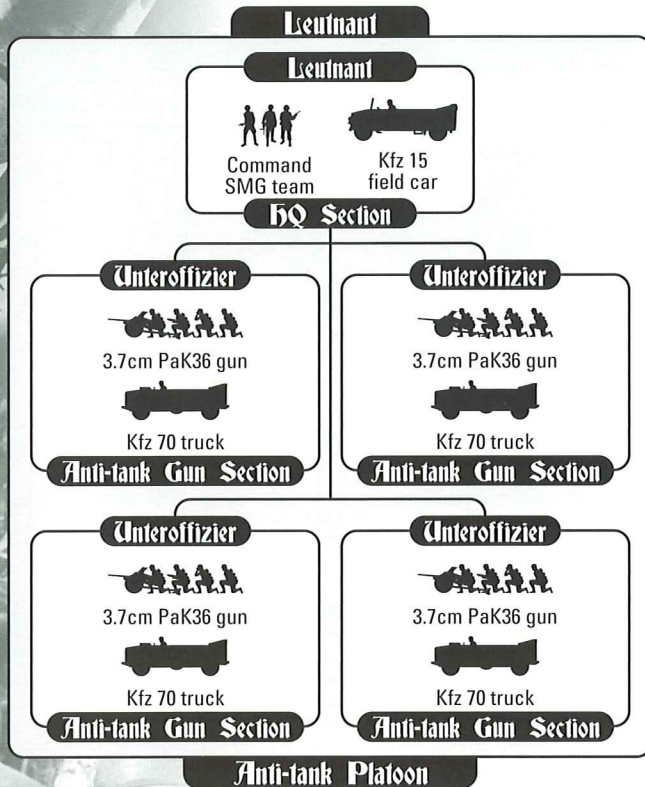 Leutnant
Leutnant
Command
SMG team
Kfz 15
field car
HQ Section
Unteroffizier
3.7cm PaK36 gun
Kfz 70 truck
Anti-tank Gun Section
Unteroffizier
3.7cm PaK36 gun
Kfz 70 truck
Anti-tank Gun Section
Unteroffizier
3.7cm PaK36 gun
Kfz 70 truck
Anti-tank Gun Section
Unteroffizier
3.7cm PaK36 gun
Kfz 70 truck
Anti-tank Gun Section
Anti-tank Platoon